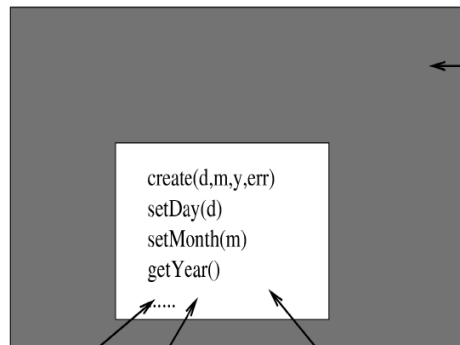 create(d,m,y,err)
setDay(d)
setMonth(m)
getYear()
.....